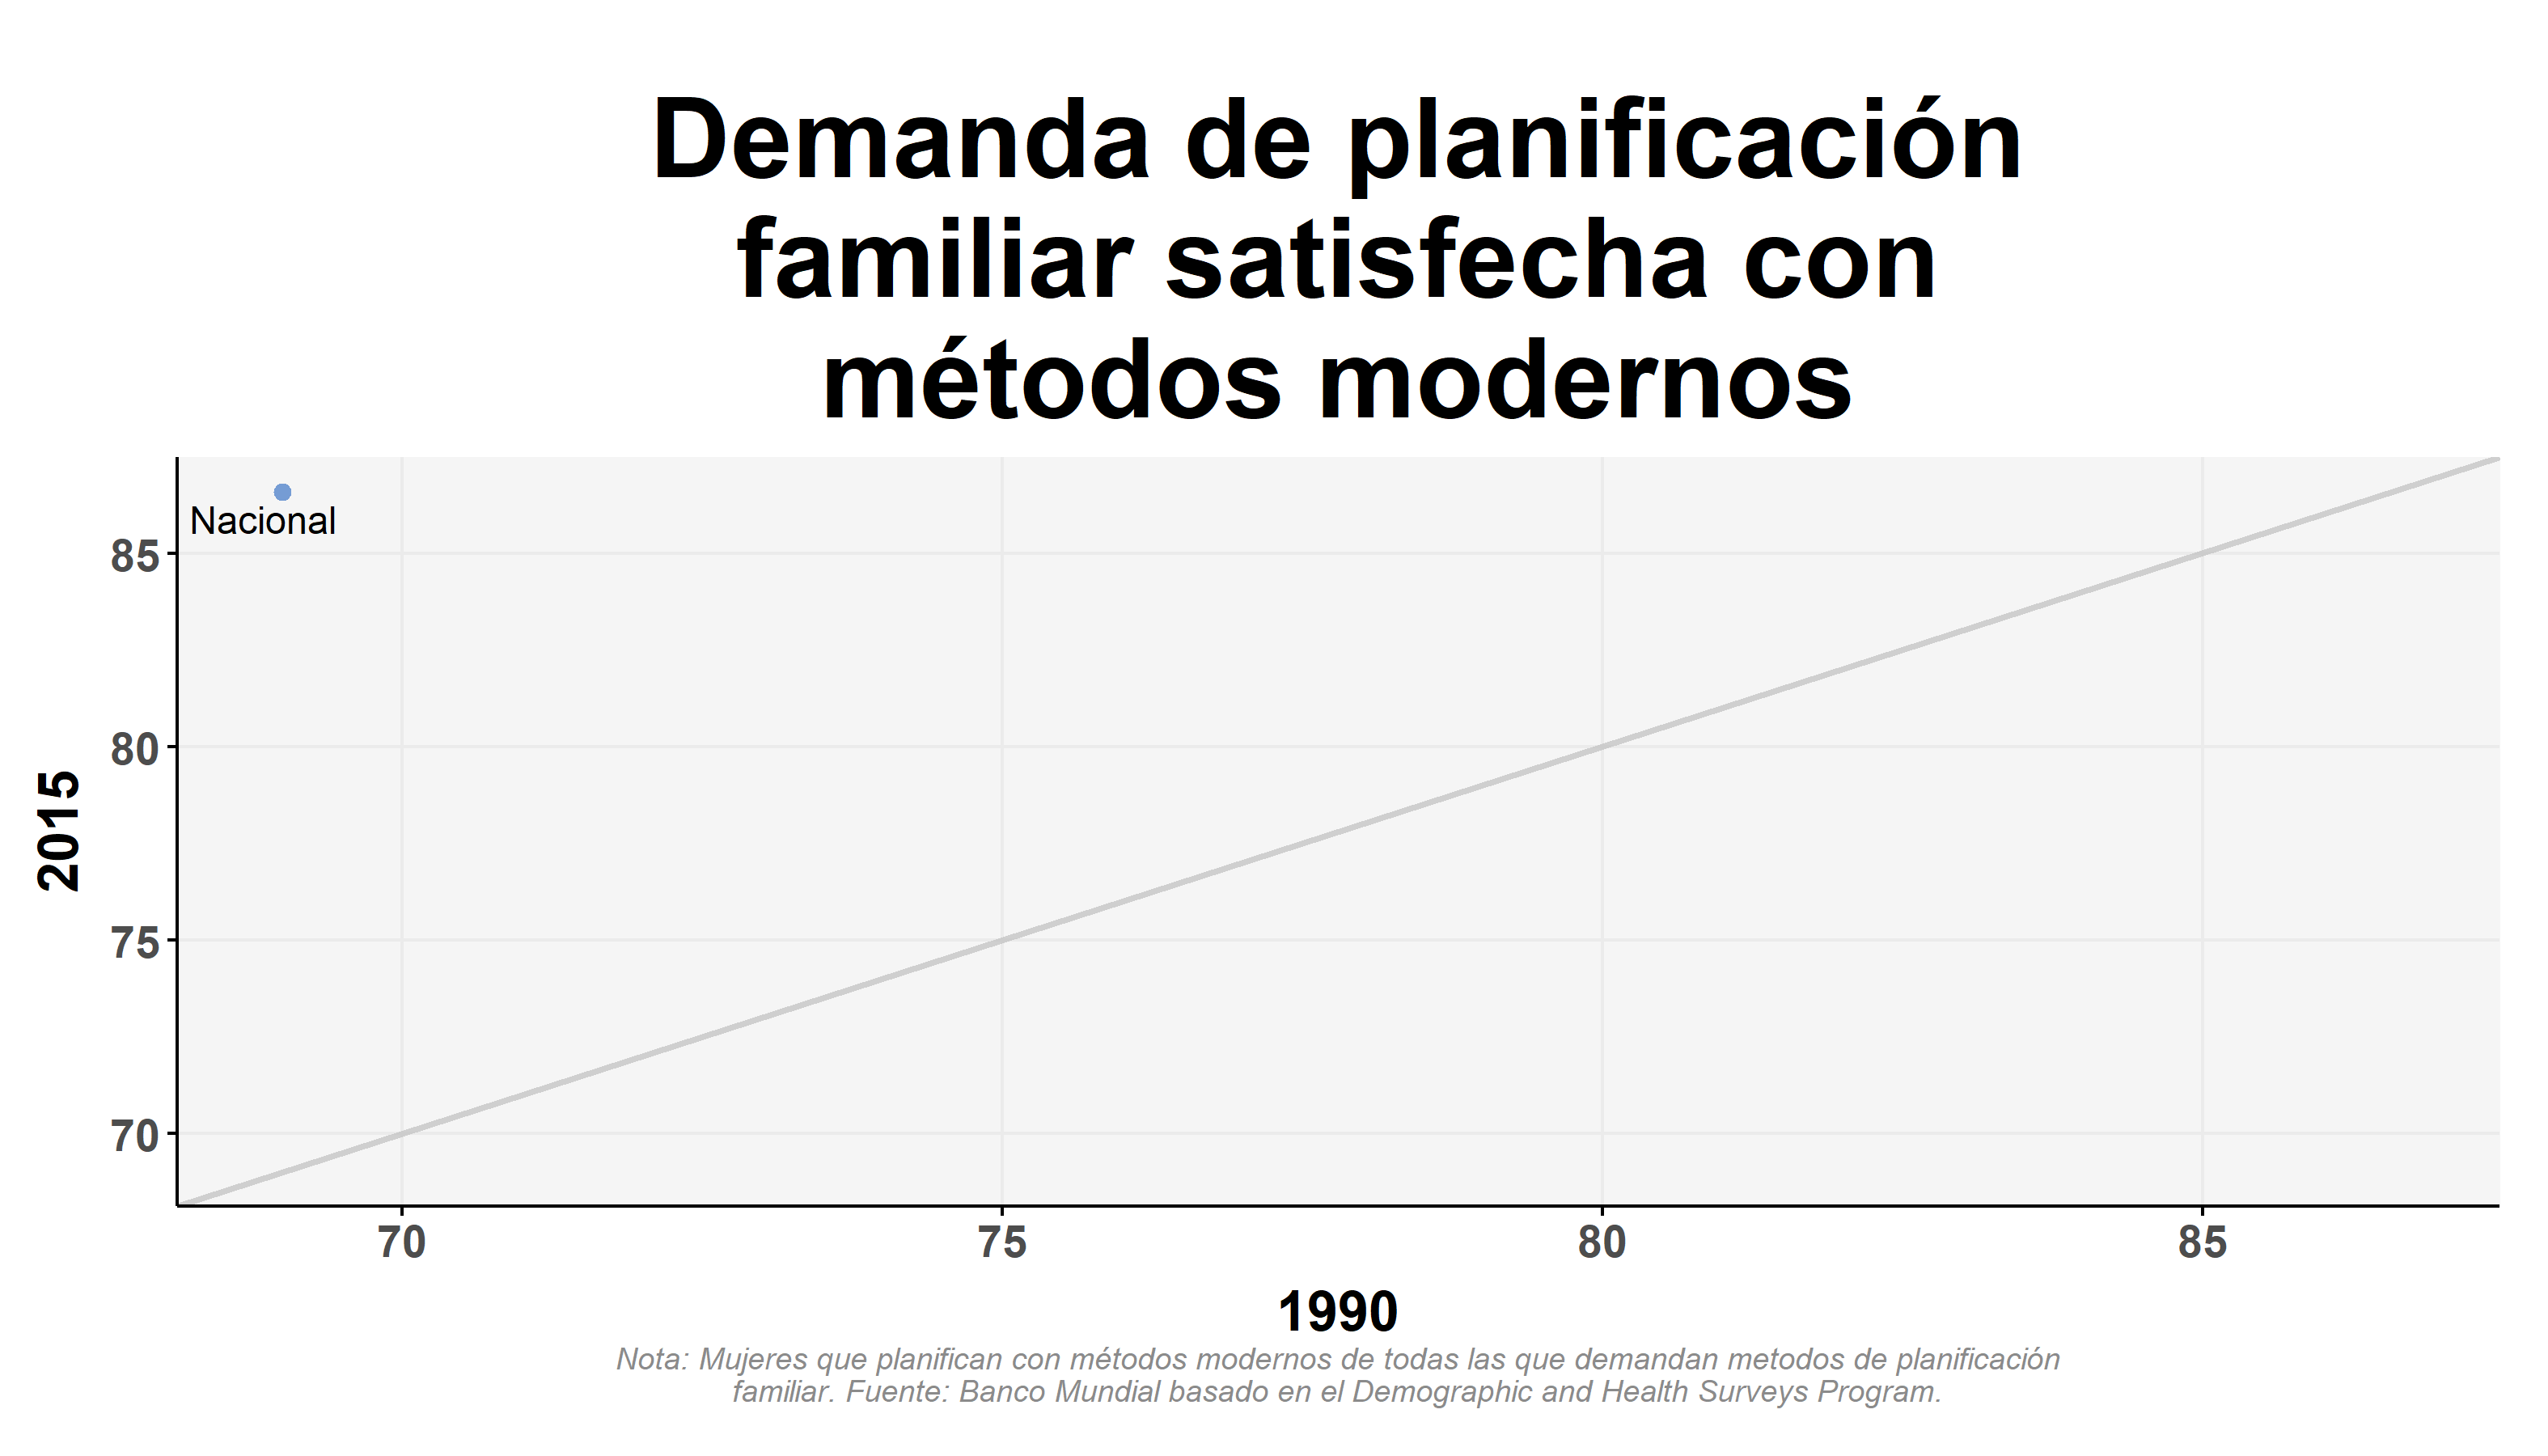 Demanda de planificación
familiar satisfecha con
métodos modernos
Nacional
85
80
75
70
2015
70 75 80 85
1990
Nota: Mujeres que planifican con métodos modernos de todas las que demandan metodos de planificación
familiar. Fuente: Banco Mundial basado en el Demographic and Health Surveys Program.